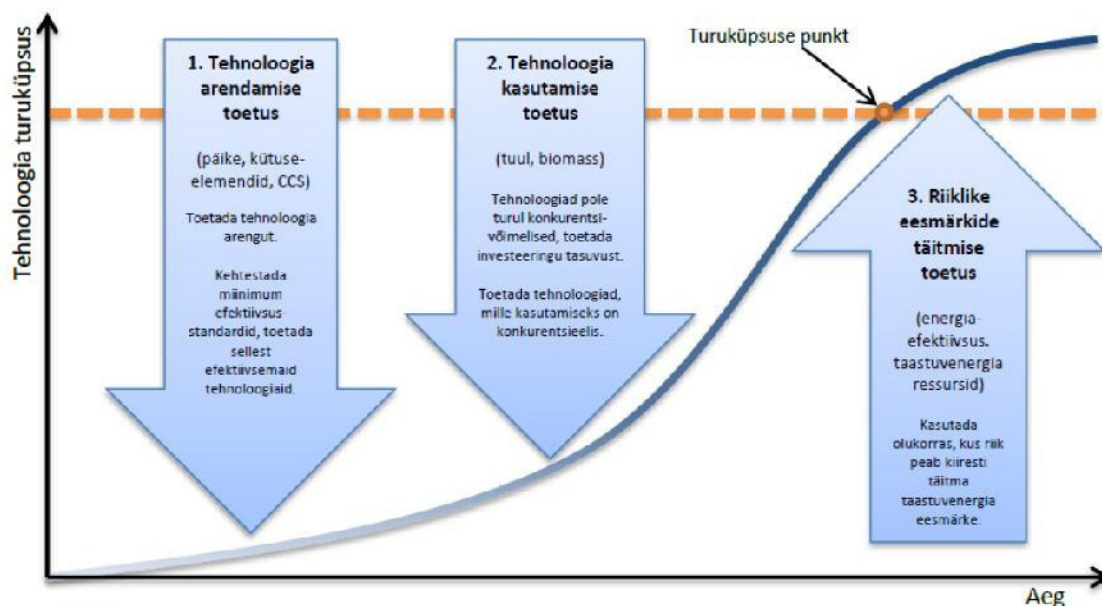 Tehnoloogia turuküpsus
1. Tehnoloogia
arendamise
toetus
(päike, kütuse-
elemendid, CCS)
Toetada tehnoloogia
arengut.
Kehtestada
miinimum
efektiivsus-
standardid, toetada
sellest
efektiivsemaid
tehnoloogiaid.
2. Tehnoloogia
kasutamise
toetus
(tuul, biomass)
Tehnoloogiad pole
turul konkurentsi-
võimelised, toetada
investeeringu tasuvust.
Toetada tehnoloogiad,
mille kasutamiseks on
konkurentsieelis.
Turuküpsuse punkt
3. Riiklike
eesmärkide
täitmise
toetus
(energia-
efektiivsus.
taastuvenergia
ressursid)
Kasutada
olukorras, kus riik
peab kiiresti
täitma
taastuvenergia
eesmärke.
Aeg